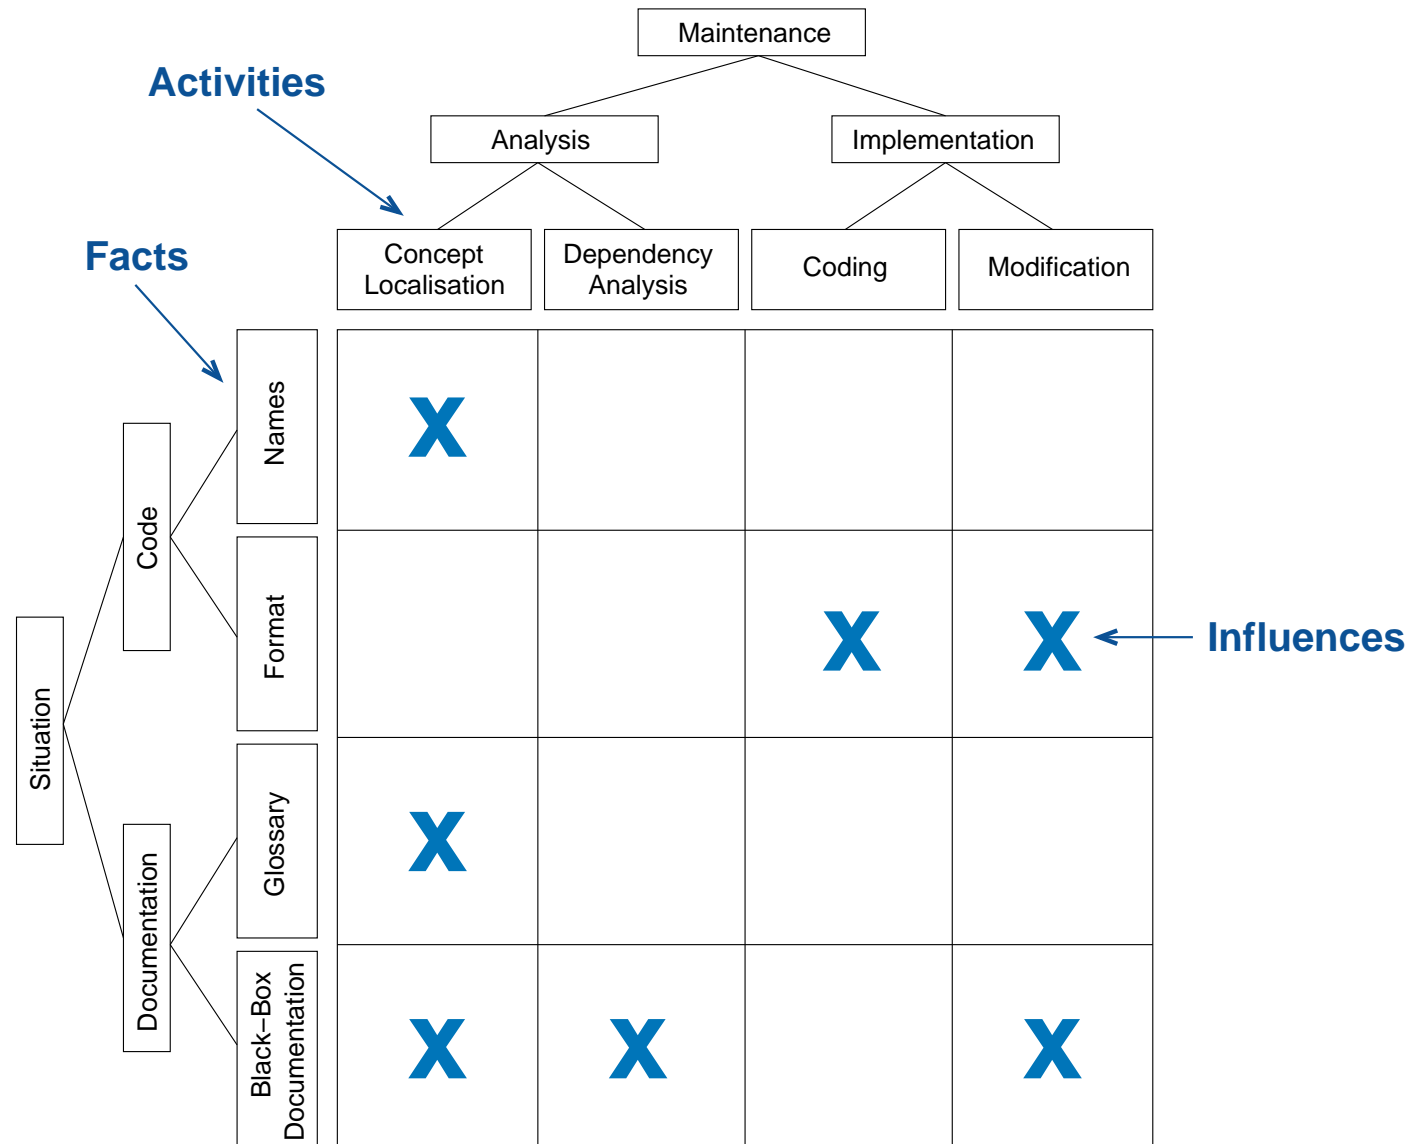 Maintenance
Activities
Analysis
Implementation
Facts
Concept
Localisation
Dependency
Analysis
Coding
Modification
Names
X
Code
Format
X
X
Influences
Situation
Glossary
X
Documentation
Black–Box
Documentation
X
X
X